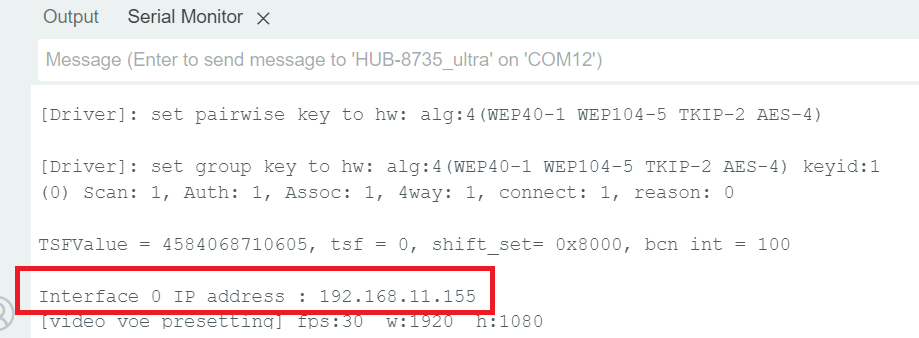 Output Serial Monitor
Message (Enter to send message to 'HUB-8735_ultra' on 'COM12')
[Driver]: set pairwise key to hw: alg:4(WEP40-1 WEP104-5 TKIP-2 AES-4)
[Driver]: set group key to hw: alg:4(WEP40-1 WEP104-5 TKIP-2 AES-4) keyid:1
(0) Scan: 1, Auth: 1, Assoc: 1, 4way: 1, connect: 1, reason: 0
TSFValue = 4584068710605, tsf = 0, shift_set= 0x8000, bcn int = 100
Interface 0 IP address : 192.168.11.155
[video voe presetting] fps:30 w:1920 h:1080